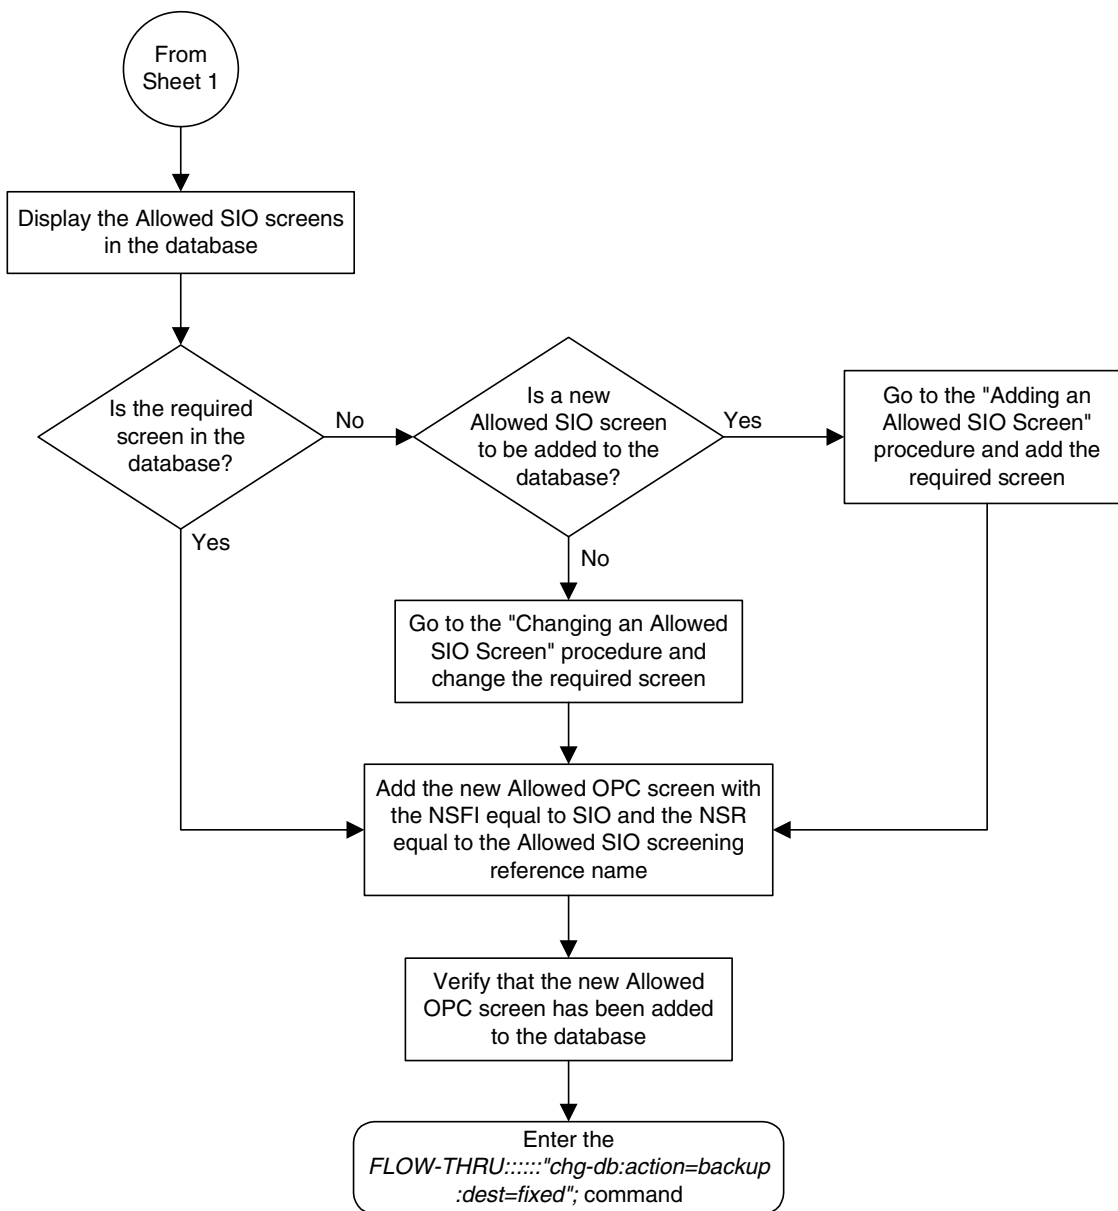 From
Sheet 1
Display the Allowed SIO screens
in the database
Is the required
screen in the
database?
No
Yes
Is a new
Allowed SIO screen
to be added to the
database?
Yes
No
Go to the "Adding an
Allowed SIO Screen"
procedure and add the
required screen
Go to the "Changing an Allowed
SIO Screen" procedure and
change the required screen
Add the new Allowed OPC screen with
the NSFI equal to SIO and the NSR
equal to the Allowed SIO screening
reference name
Verify that the new Allowed
OPC screen has been added
to the database
Enter the
FLOW-THRU::::::"chg-db:action=backup
:dest=fixed"; command